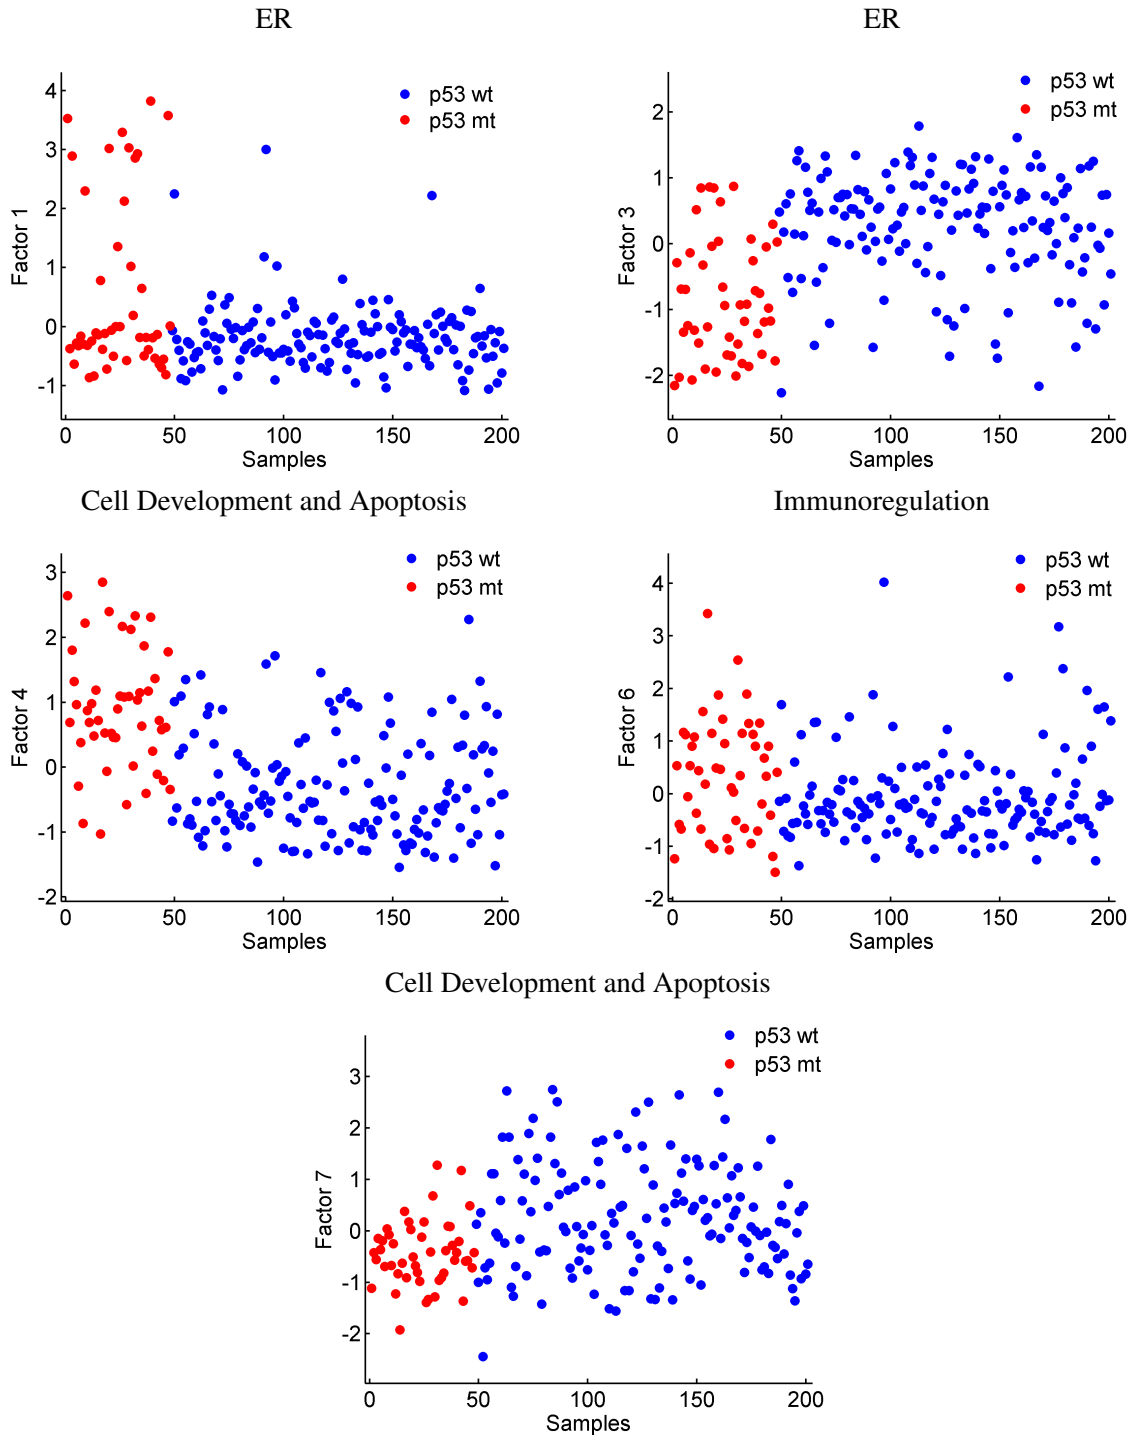 ER
4
3
2
1
0
-1
Factor 1
p53 wt
p53 mt
0 50 100 150 200
Samples
ER
2
1
0
-1
-2
Factor 3
p53 wt
p53 mt
0 50 100 150 200
Samples
Cell Development and Apoptosis
3
2
1
0
-1
-2
Factor 4
p53 wt
p53 mt
0 50 100 150 200
Samples
Immunoregulation
4
3
2
1
0
-1
-2
Factor 6
p53 wt
p53 mt
0 50 100 150 200
Samples
Cell Development and Apoptosis
3
2
1
0
-1
-2
Factor 7
p53 wt
p53 mt
0 50 100 150 200
Samples